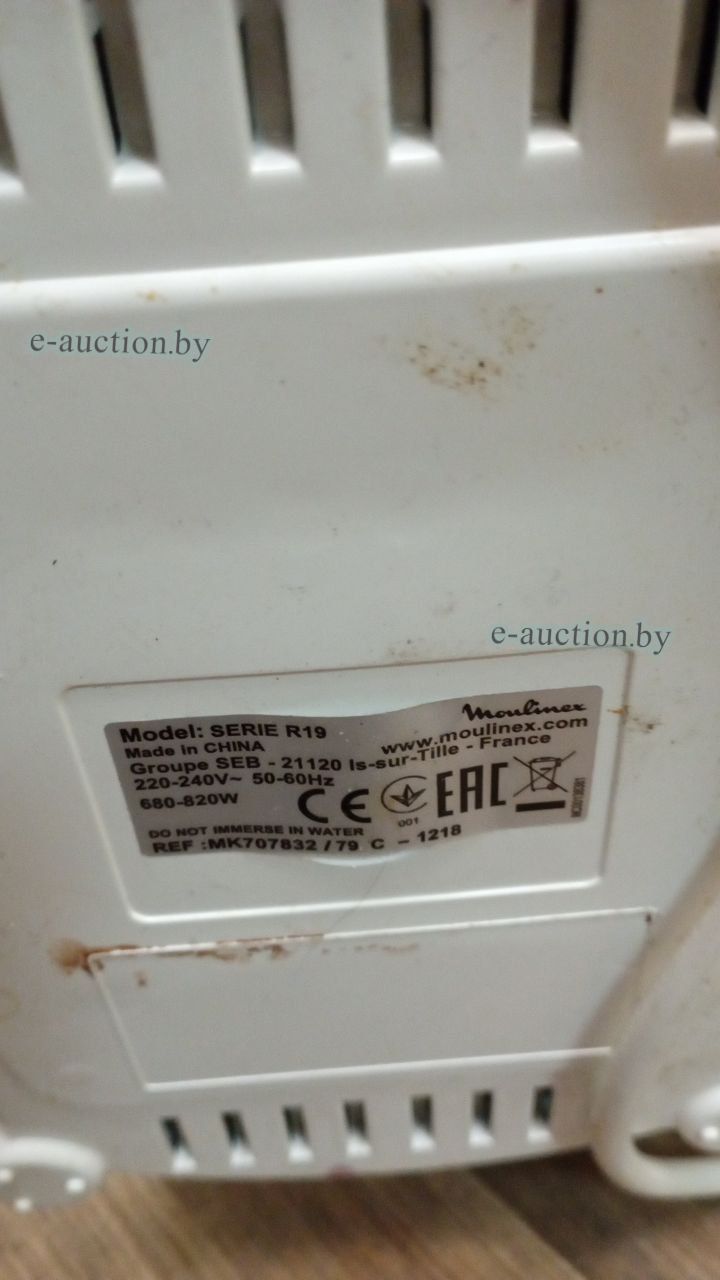 e-auction.by
e-auction.by
Moulinex
Model: SERIE R19
Made in CHINA
www.moulinex.com
Groupe SEB - 21120 Is-sur-Tille - France
220-240V~ 50-60Hz
680-820W
CE
EAC
001
DO NOT IMMERSE IN WATER
REF :MK707832 / 79 C - 1218